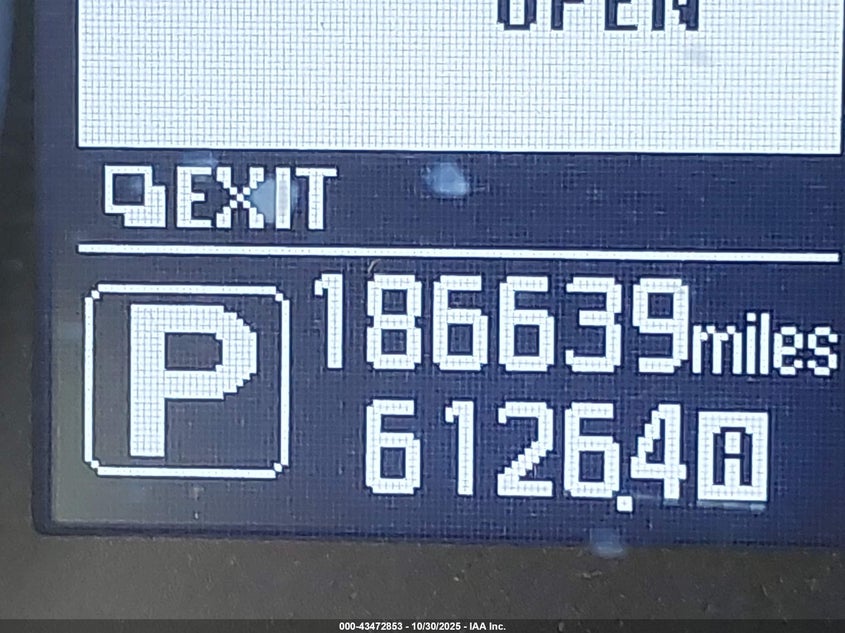 OPEN
EXIT
P
186639miles
6126.4 A
000-43472853 - 10/30/2025 - IAA Inc.